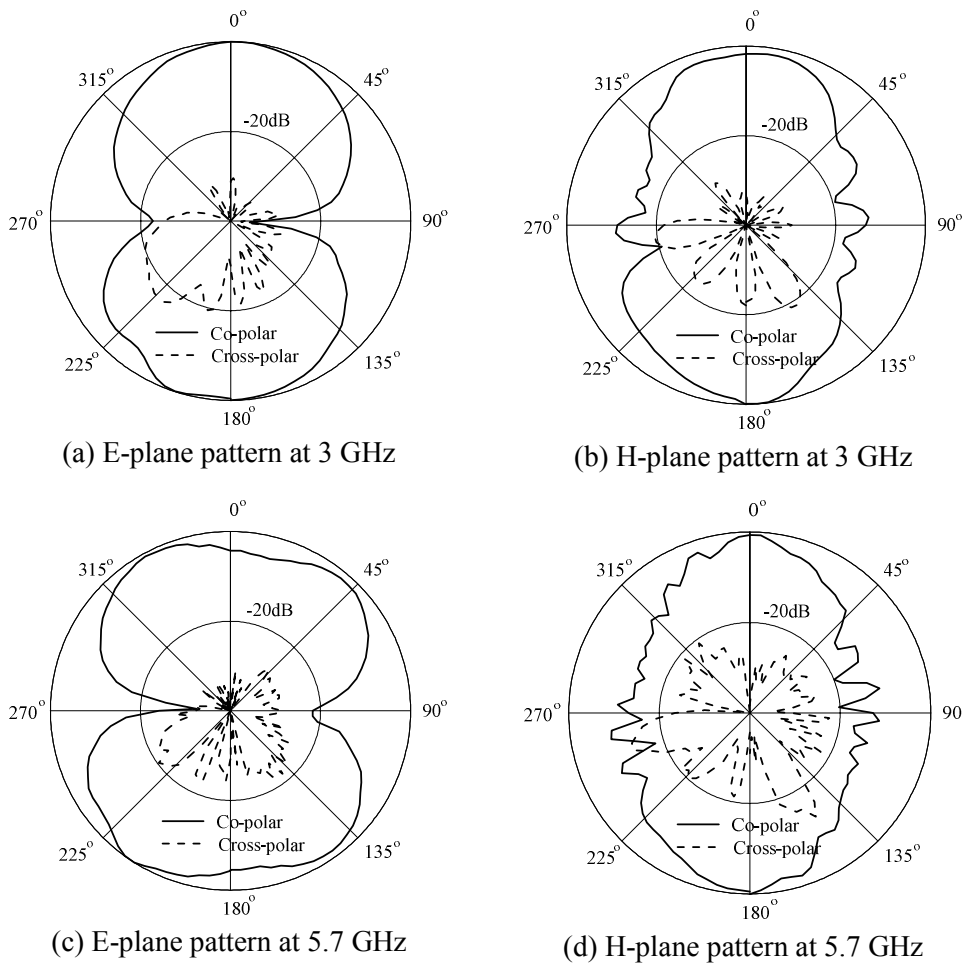 0°
315°
45°
-20dB
270°
90°
Co-polar
Cross-polar
225°
135°
180°
(a) E-plane pattern at 3 GHz
0°
315°
45°
-20dB
270°
90°
Co-polar
Cross-polar
225°
135°
180°
(b) H-plane pattern at 3 GHz
0°
315°
45°
-20dB
270°
90°
Co-polar
Cross-polar
225°
135°
180°
(c) E-plane pattern at 5.7 GHz
0°
315°
45°
-20dB
270°
90
Co-polar
Cross-polar
225°
135°
180°
(d) H-plane pattern at 5.7 GHz